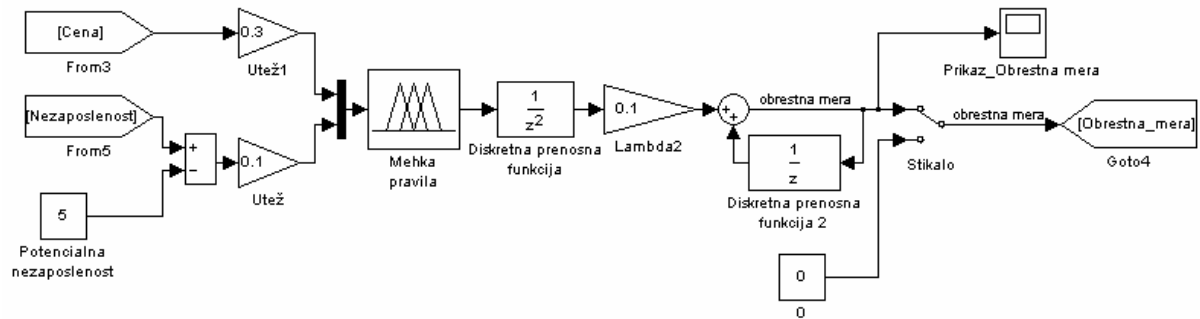 [Cena]
From3
0.3
Utež1
[Nezaposlenost]
From5
+
−
0.1
Utež
5
Potencialna
nezaposlenost
Mehka
pravila
1
z²
Diskretna prenosna
funkcija
0.1
Lambda2
+
+
obrestna mera
1
z
Diskretna prenosna
funkcija 2
Prikaz_Obrestna mera
0
0
Stikalo
obrestna mera
[Obrestna_mera]
Goto4